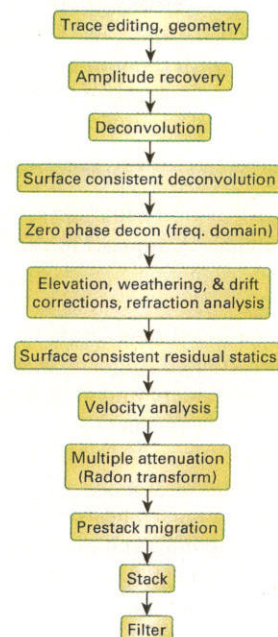 Trace editing, geometry
Amplitude recovery
Deconvolution
Surface consistent deconvolution
Zero phase decon (freq. domain)
Elevation, weathering, & drift
corrections, refraction analysis
Surface consistent residual statics
Velocity analysis
Multiple attenuation
(Radon transform)
Prestack migration
Stack
Filter